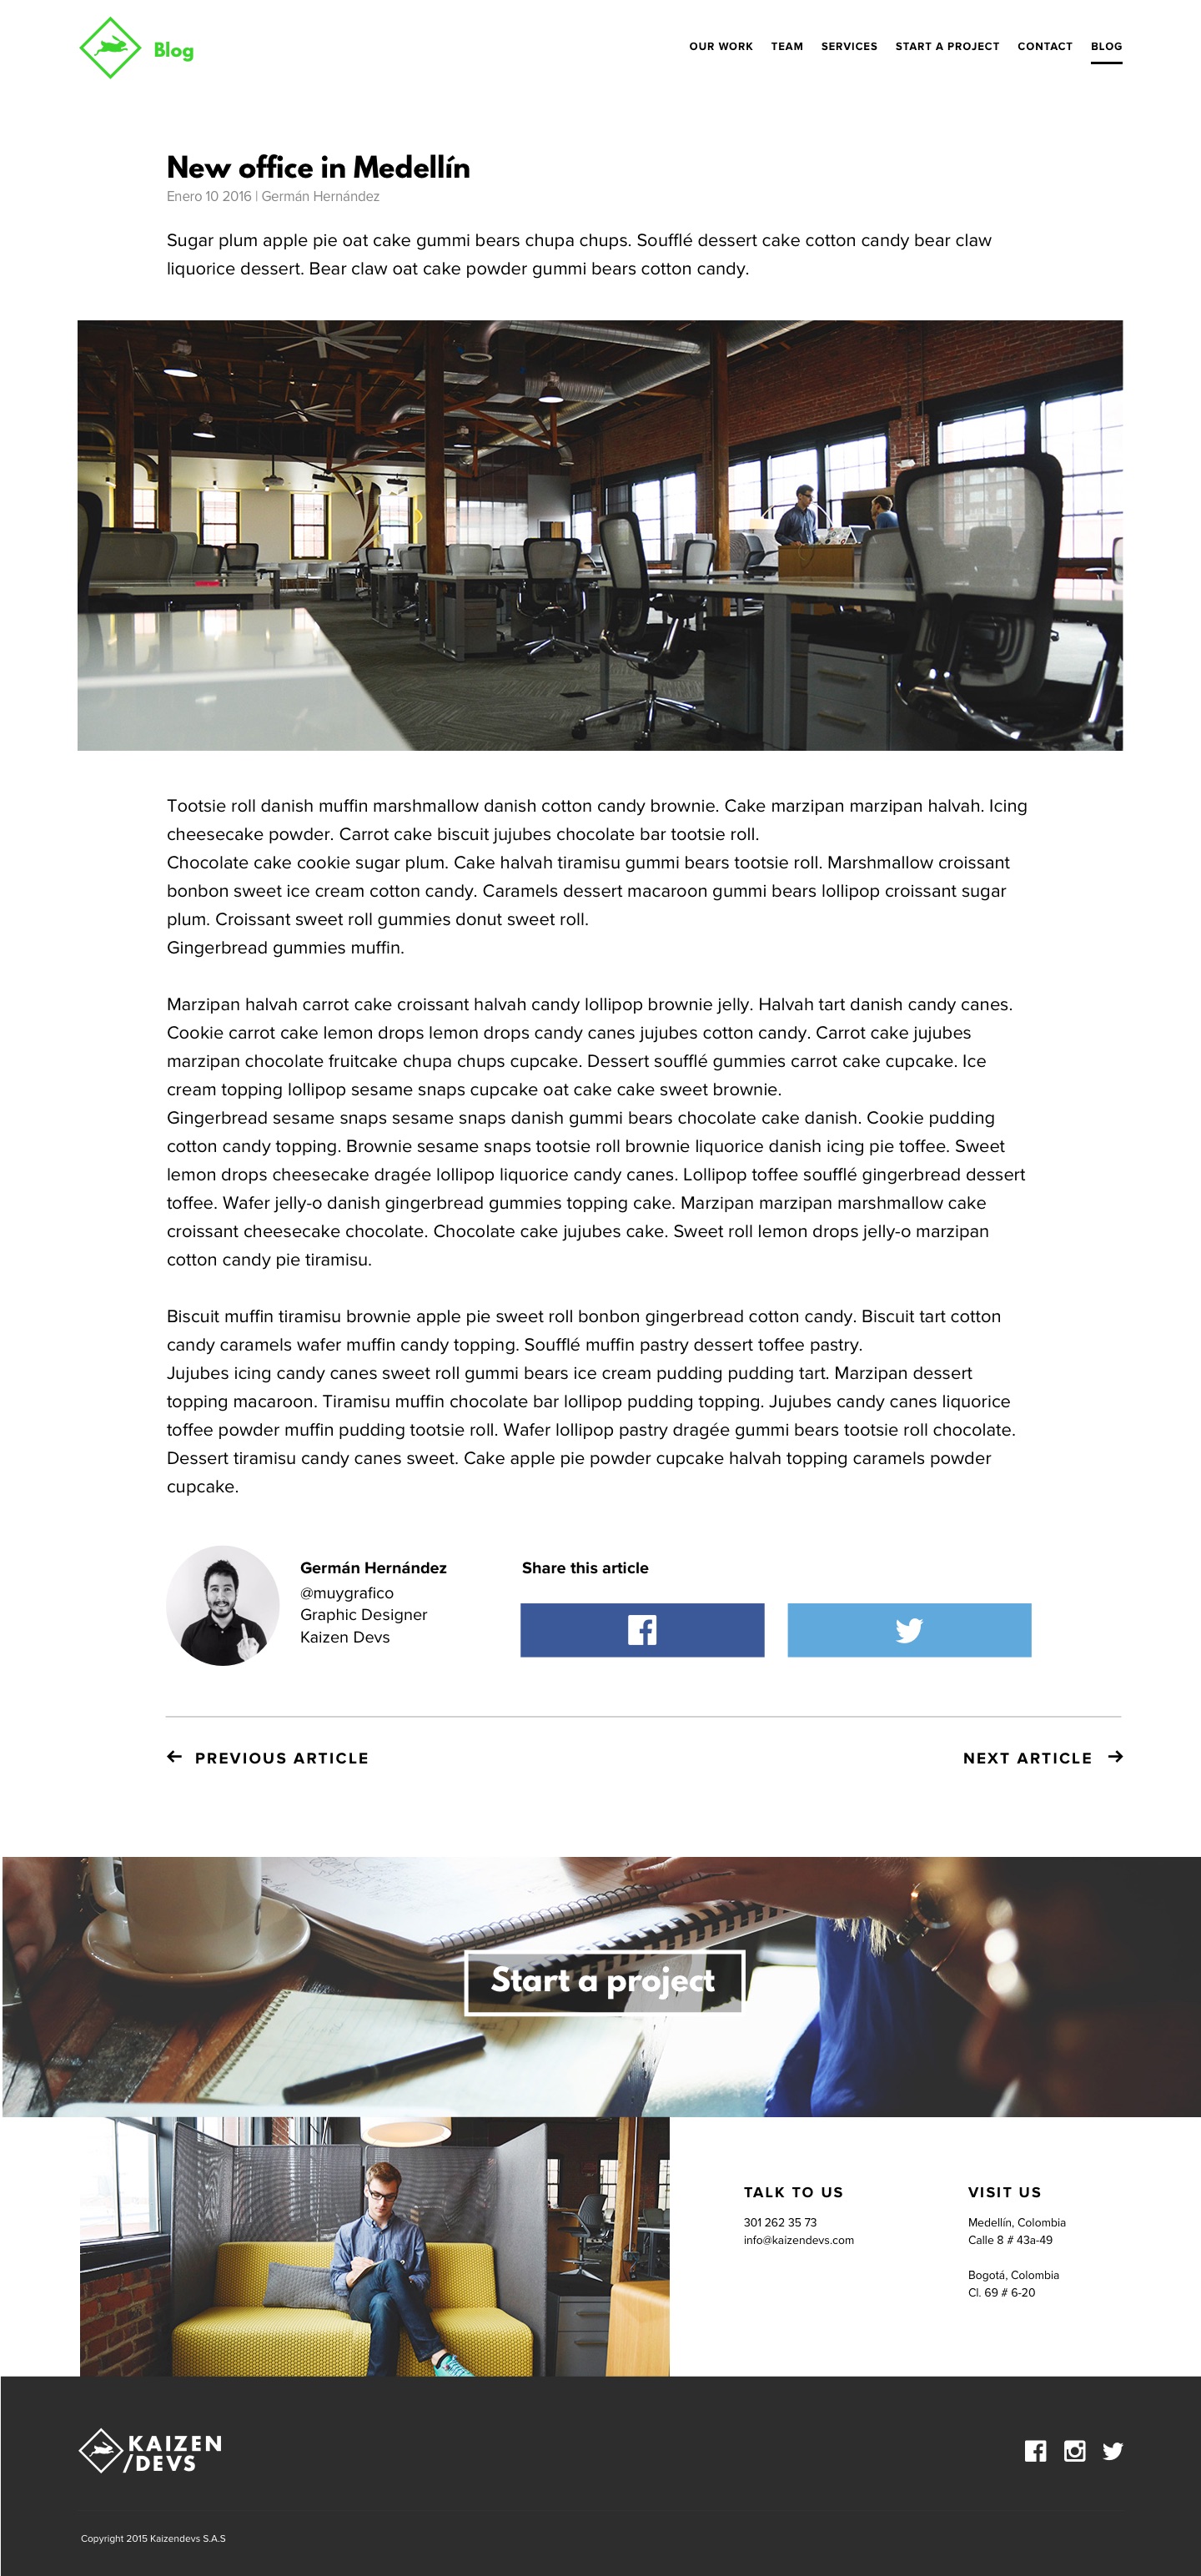 Blog
OUR WORK TEAM SERVICES START A PROJECT CONTACT BLOG
New office in Medellín
Enero 10 2016 | Germán Hernández
Sugar plum apple pie oat cake gummi bears chupa chups. Soufflé dessert cake cotton candy bear claw
liquorice dessert. Bear claw oat cake powder gummi bears cotton candy.
Tootsie roll danish muffin marshmallow danish cotton candy brownie. Cake marzipan marzipan halvah. Icing
cheesecake powder. Carrot cake biscuit jujubes chocolate bar tootsie roll.
Chocolate cake cookie sugar plum. Cake halvah tiramisu gummi bears tootsie roll. Marshmallow croissant
bonbon sweet ice cream cotton candy. Caramels dessert macaroon gummi bears lollipop croissant sugar
plum. Croissant sweet roll gummies donut sweet roll.
Gingerbread gummies muffin.
Marzipan halvah carrot cake croissant halvah candy lollipop brownie jelly. Halvah tart danish candy canes.
Cookie carrot cake lemon drops lemon drops candy canes jujubes cotton candy. Carrot cake jujubes
marzipan chocolate fruitcake chupa chups cupcake. Dessert soufflé gummies carrot cake cupcake. Ice
cream topping lollipop sesame snaps cupcake oat cake cake sweet brownie.
Gingerbread sesame snaps sesame snaps danish gummi bears chocolate cake danish. Cookie pudding
cotton candy topping. Brownie sesame snaps tootsie roll brownie liquorice danish icing pie toffee. Sweet
lemon drops cheesecake dragée lollipop liquorice candy canes. Lollipop toffee soufflé gingerbread dessert
toffee. Wafer jelly-o danish gingerbread gummies topping cake. Marzipan marzipan marshmallow cake
croissant cheesecake chocolate. Chocolate cake jujubes cake. Sweet roll lemon drops jelly-o marzipan
cotton candy pie tiramisu.
Biscuit muffin tiramisu brownie apple pie sweet roll bonbon gingerbread cotton candy. Biscuit tart cotton
candy caramels wafer muffin candy topping. Soufflé muffin pastry dessert toffee pastry.
Jujubes icing candy canes sweet roll gummi bears ice cream pudding pudding tart. Marzipan dessert
topping macaroon. Tiramisu muffin chocolate bar lollipop pudding topping. Jujubes candy canes liquorice
toffee powder muffin pudding tootsie roll. Wafer lollipop pastry dragée gummi bears tootsie roll chocolate.
Dessert tiramisu candy canes sweet. Cake apple pie powder cupcake halvah topping caramels powder
cupcake.
Germán Hernández
@muygrafico
Graphic Designer
Kaizen Devs
Share this article
PREVIOUS ARTICLE
NEXT ARTICLE
Start a project
TALK TO US
301 262 35 73
info@kaizendevs.com
VISIT US
Medellín, Colombia
Calle 8 # 43a-49
Bogotá, Colombia
Cl. 69 # 6-20
KAIZEN
/DEVS
Copyright 2015 Kaizendevs S.A.S